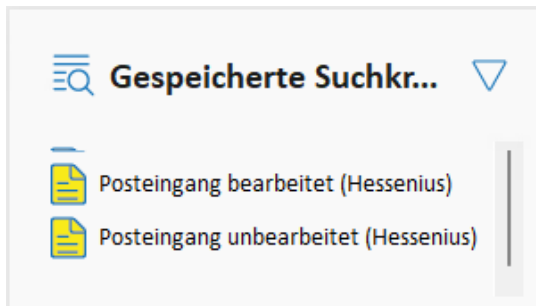 Gespeicherte Suchkr...
Posteingang bearbeitet (Hessenius)
Posteingang unbearbeitet (Hessenius)